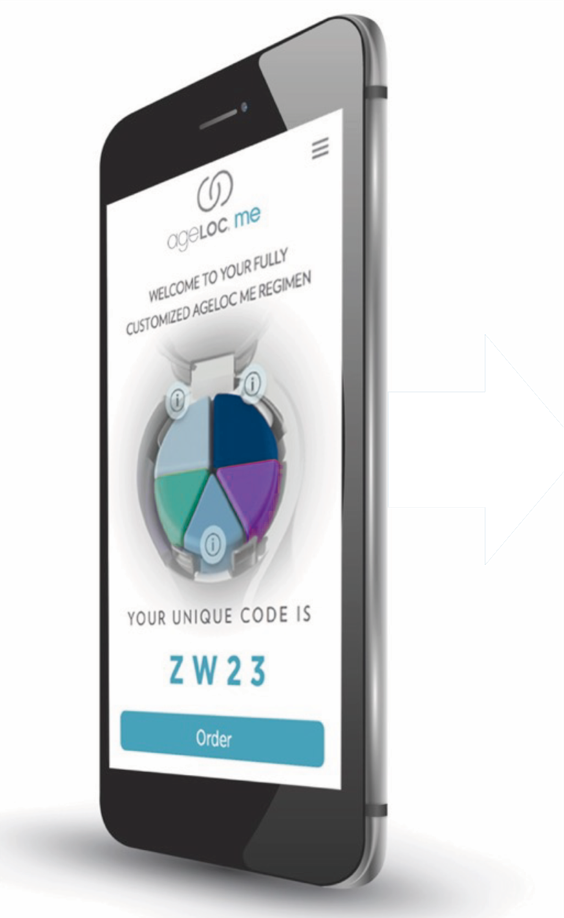 ageLOC® me
WELCOME TO YOUR FULLY
CUSTOMIZED AGELOC ME REGIMEN
i
i
i
YOUR UNIQUE CODE IS
ZW23
Order